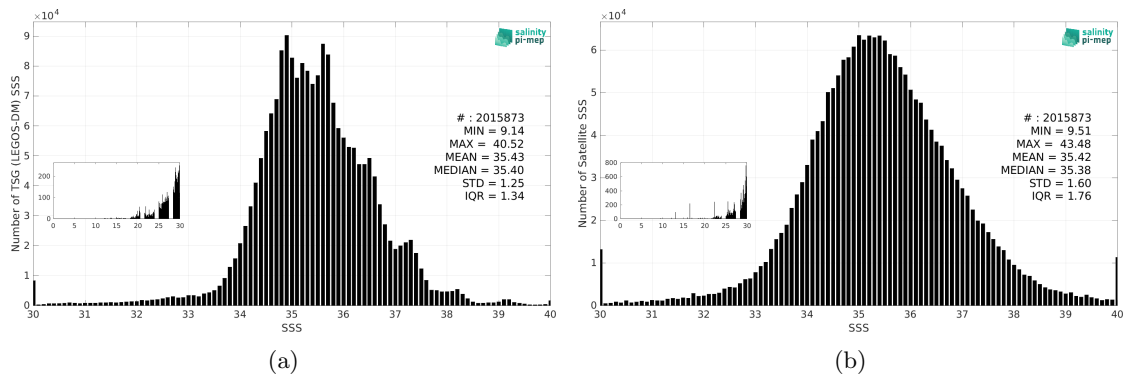 ×10⁴
9
8
7
6
5
4
3
2
1
0
Number of TSG (LEGOS-DM) SSS
salinity
pi-mep
# : 2015873
MIN = 9.14
MAX = 40.52
MEAN = 35.43
MEDIAN = 35.40
STD = 1.25
IQR = 1.34
200
100
0
0 5 10 15 20 25 30
30 31 32 33 34 35 36 37 38 39 40
SSS
(a)
×10⁴
6
5
4
3
2
1
0
Number of Satellite SSS
salinity
pi-mep
# : 2015873
MIN = 9.51
MAX = 43.48
MEAN = 35.42
MEDIAN = 35.38
STD = 1.60
IQR = 1.76
800
600
400
200
0
0 5 10 15 20 25 30
30 31 32 33 34 35 36 37 38 39 40
SSS
(b)